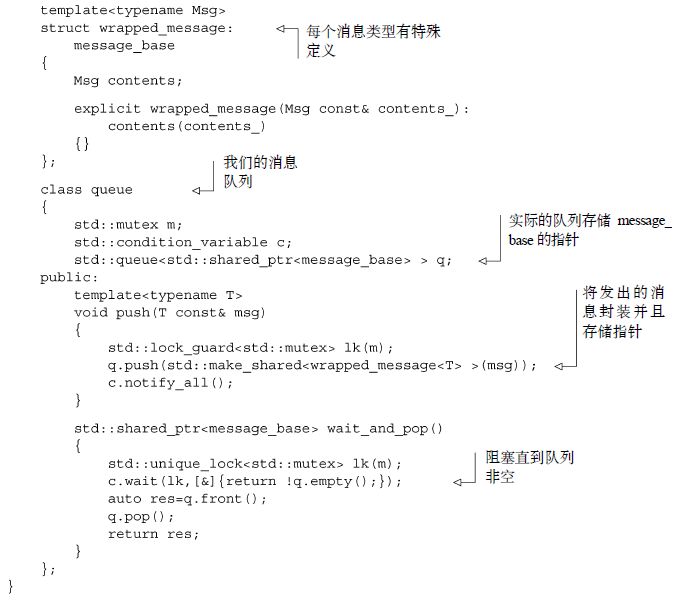 template<typename Msg>
struct wrapped_message:
每个消息类型有特殊
定义
message_base
{
Msg contents;
explicit wrapped_message(Msg const& contents_):
contents(contents_)
{}
};
我们的消息
队列
class queue
{
std::mutex m;
实际的队列存储 message_
base 的指针
std::condition_variable c;
std::queue<std::shared_ptr<message_base> > q;
public:
template<typename T>
将发出的消
息封装并且
存储指针
void push(T const& msg)
{
std::lock_guard<std::mutex> lk(m);
q.push(std::make_shared<wrapped_message<T> >(msg));
c.notify_all();
}
std::shared_ptr<message_base> wait_and_pop()
{
阻塞直到队列
非空
std::unique_lock<std::mutex> lk(m);
c.wait(lk,[&]{return !q.empty();});
auto res=q.front();
q.pop();
return res;
}
};
}